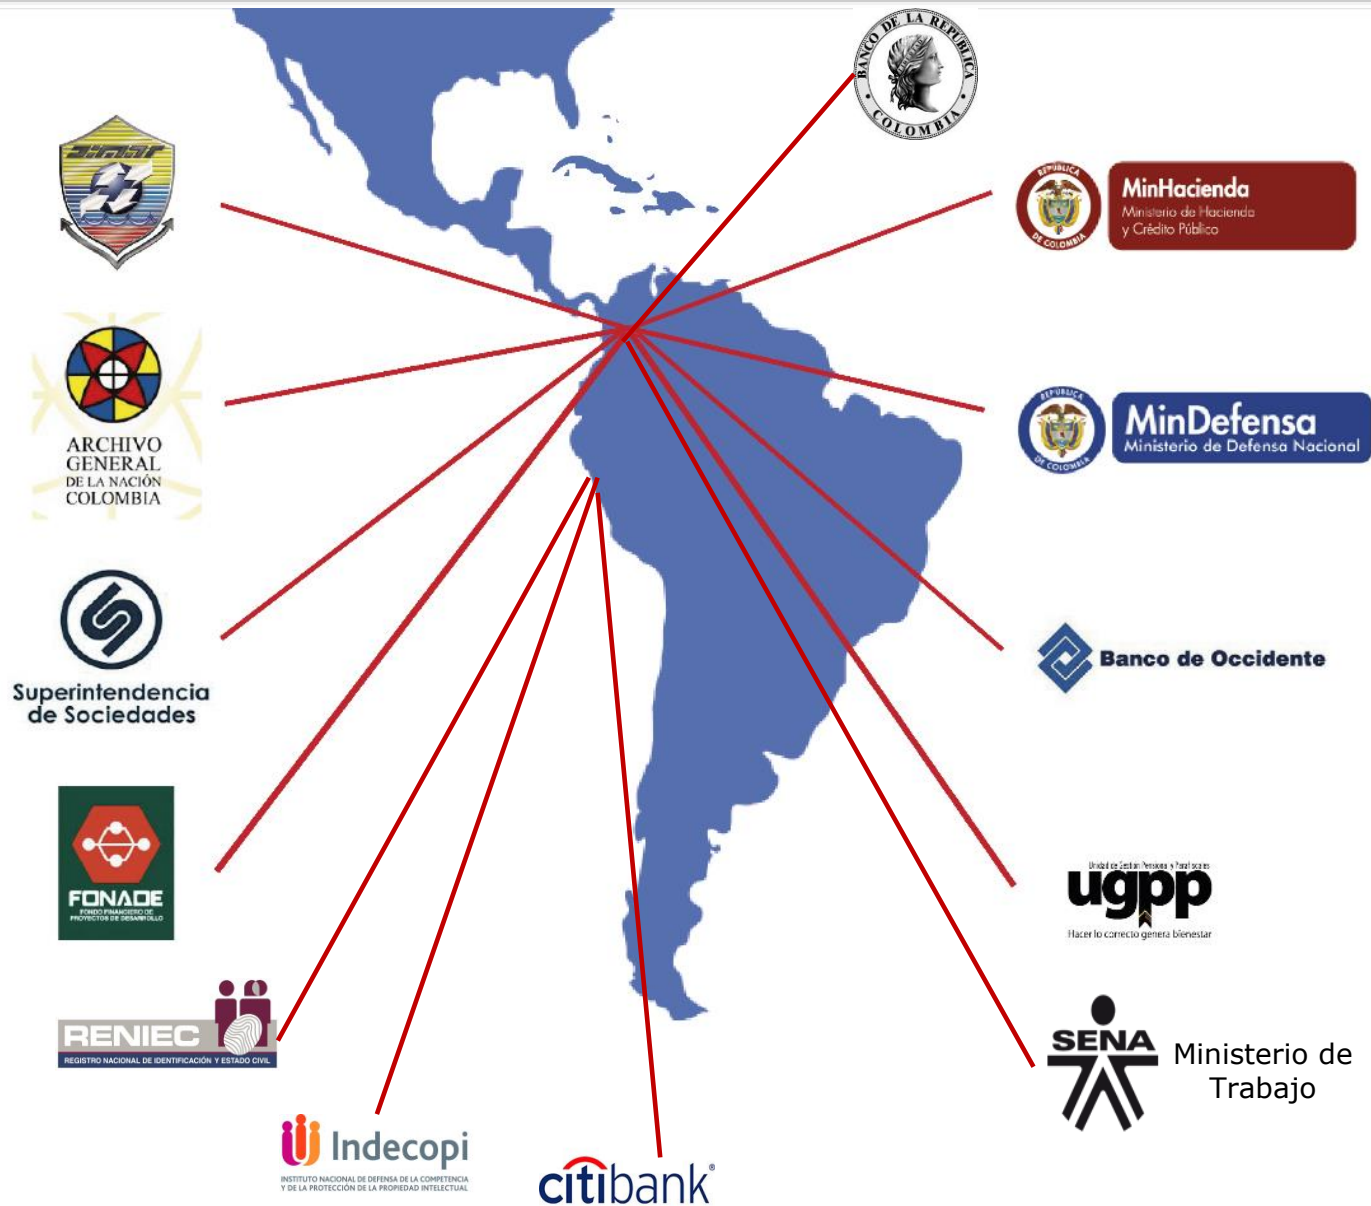 BANCO DE LA REPÚBLICA
COLOMBIA
Dimar
REPÚBLICA
DE COLOMBIA
MinHacienda
Ministerio de Hacienda
y Crédito Público
ARCHIVO
GENERAL
DE LA NACIÓN
COLOMBIA
REPÚBLICA
DE COLOMBIA
MinDefensa
Ministerio de Defensa Nacional
Superintendencia
de Sociedades
Banco de Occidente
FONADE
FONDO FINANCIERO DE
PROYECTOS DE DESARROLLO
Unidad de Gestión Pensional y Parafiscales
ugpp
Hacer lo correcto genera bienestar
RENIEC
REGISTRO NACIONAL DE IDENTIFICACIÓN Y ESTADO CIVIL
SENA
Ministerio de
Trabajo
Indecopi
INSTITUTO NACIONAL DE DEFENSA DE LA COMPETENCIA
Y DE LA PROTECCIÓN DE LA PROPIEDAD INTELECTUAL
citibank®